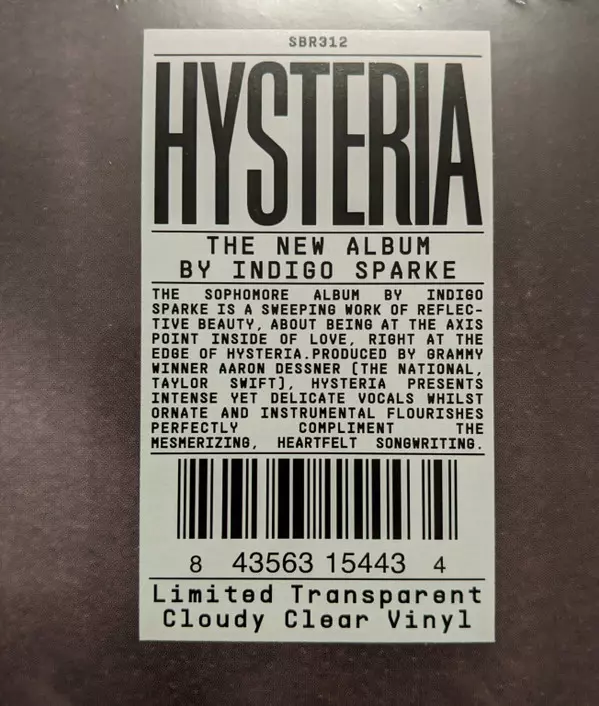 SBR312
HYSTERIA
THE NEW ALBUM
BY INDIGO SPARKE
THE SOPHOMORE ALBUM BY INDIGO
SPARKE IS A SWEEPING WORK OF REFLEC-
TIVE BEAUTY, ABOUT BEING AT THE AXIS
POINT INSIDE OF LOVE, RIGHT AT THE
EDGE OF HYSTERIA.PRODUCED BY GRAMMY
WINNER AARON DESSNER (THE NATIONAL,
TAYLOR SWIFT), HYSTERIA PRESENTS
INTENSE YET DELICATE VOCALS WHILST
ORNATE AND INSTRUMENTAL FLOURISHES
PERFECTLY COMPLIMENT THE
MESMERIZING, HEARTFELT SONGWRITING.
8 43563 15443 4
Limited Transparent
Cloudy Clear Vinyl